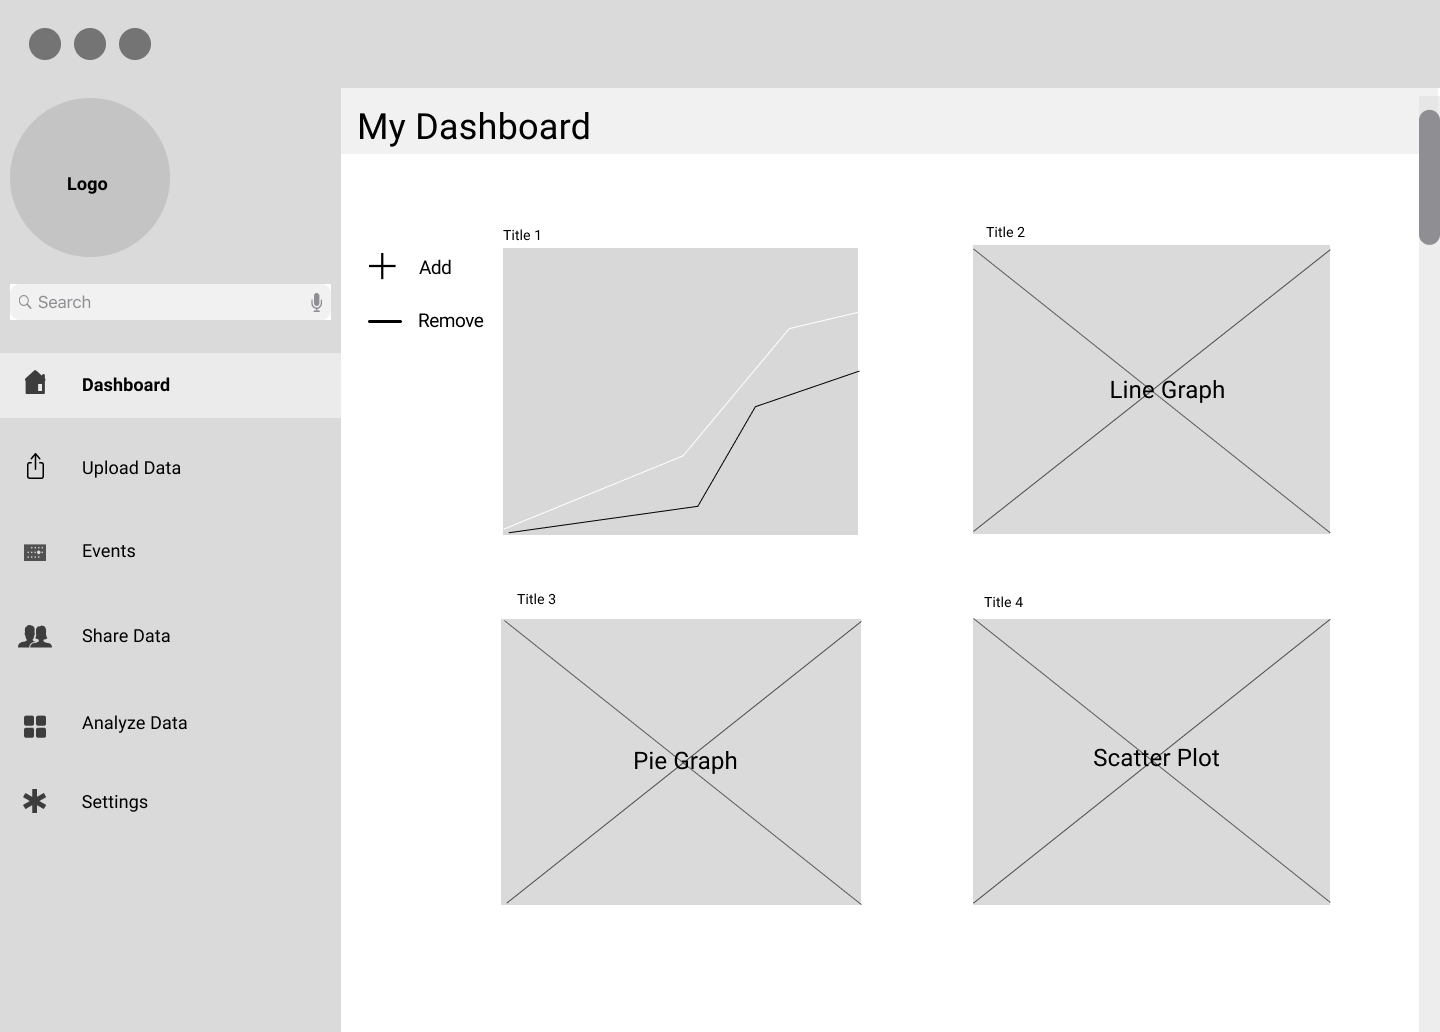 My Dashboard
Logo
Search
Dashboard
Upload Data
Events
Share Data
Analyze Data
Settings
Add
Remove
Title 1
Title 2
Line Graph
Title 3
Pie Graph
Title 4
Scatter Plot